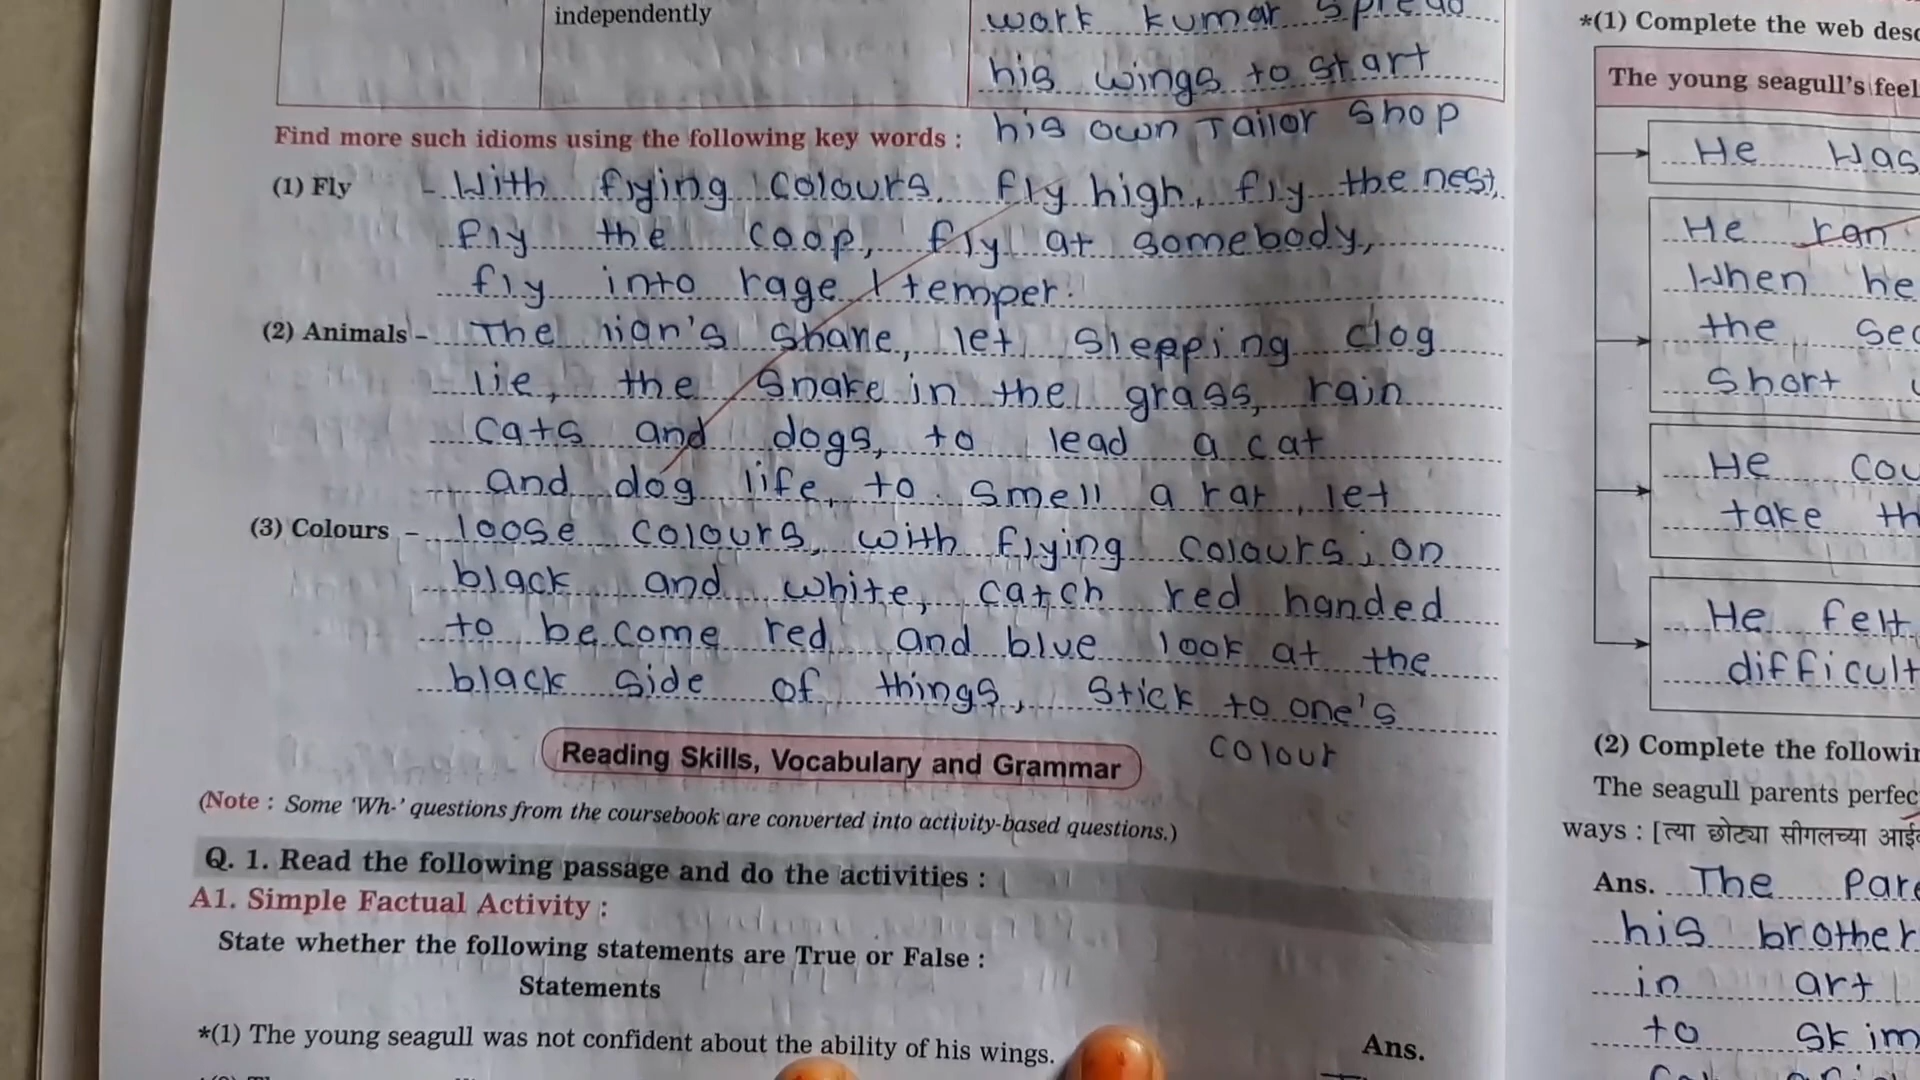 independently
work kumar spread
his wings to start
his own Tailor Shop
Find more such idioms using the following key words :
(1) Fly - With flying colours, fly high, fly the nest,
fly the coop, fly at somebody,
fly into rage / temper.
(2) Animals - The lion's share, let sleeping dog
lie, the snake in the grass, rain
cats and dogs, to lead a cat
and dog life, to smell a rat, let
(3) Colours - loose colours, with flying colours, on
black and white, catch red handed
to become red and blue look at the
black side of things, stick to one's
colour
Reading Skills, Vocabulary and Grammar
(Note : Some 'Wh-' questions from the coursebook are converted into activity-based questions.)
Q. 1. Read the following passage and do the activities :
A1. Simple Factual Activity :
State whether the following statements are True or False :
Statements
*(1) The young seagull was not confident about the ability of his wings.
Ans.
*(1) Complete the web desc
The young seagull's feel
He was
He ran
When he
the sec
short
He cou
take th
He felt
difficult
(2) Complete the followin
The seagull parents perfec
ways : [त्या छोट्या सीगलच्या आई
Ans. The Pare
his brother
in art
to skim